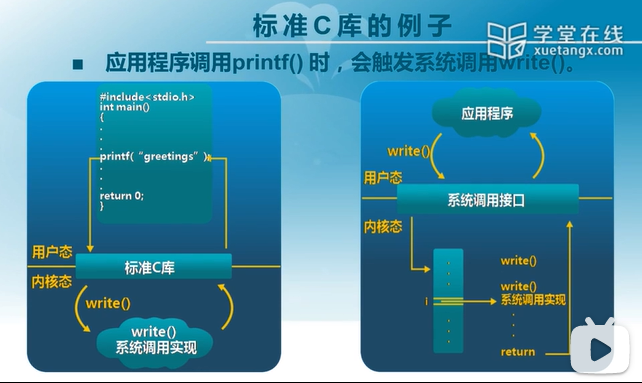 标准C库的例子
学堂在线
xuetangx.com
■ 应用程序调用printf() 时，会触发系统调用write()。
#include<stdio.h>
int main()
{
.
.
.
printf( “greetings” );
.
.
.
return 0;
}
用户态
标准C库
内核态
write()
write()
系统调用实现
应用程序
write()
用户态
系统调用接口
内核态
write()
i
write()
系统调用实现
.
.
.
return